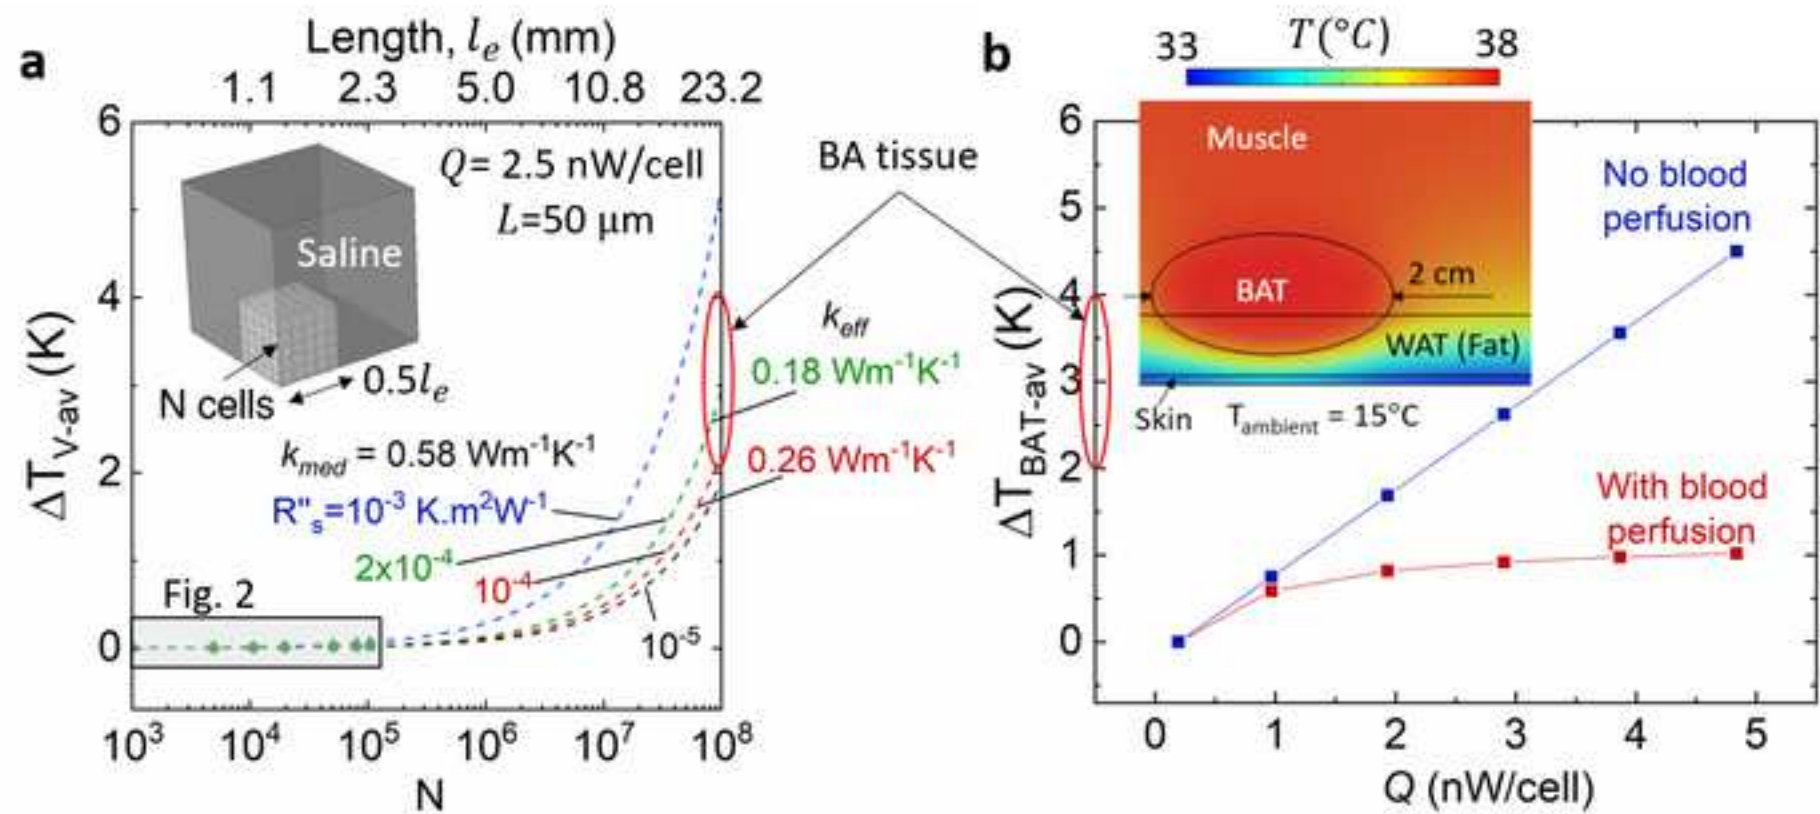 a
Length, lₑ (mm)
1.1 2.3 5.0 10.8 23.2
6
4
2
0
ΔT_V-av (K)
Q= 2.5 nW/cell
L=50 μm
Saline
N cells
0.5lₑ
k_med = 0.58 Wm⁻¹K⁻¹
R"ₛ=10⁻³ K.m²W⁻¹
2x10⁻⁴
10⁻⁴
10⁻⁵
k_eff
0.18 Wm⁻¹K⁻¹
0.26 Wm⁻¹K⁻¹
Fig. 2
10³ 10⁴ 10⁵ 10⁶ 10⁷ 10⁸
N
BA tissue
b
33 T(°C) 38
6
5
4
3
2
1
0
ΔT_BAT-av (K)
Muscle
BAT
2 cm
WAT (Fat)
Skin
T_ambient = 15°C
No blood
perfusion
With blood
perfusion
0 1 2 3 4 5
Q (nW/cell)